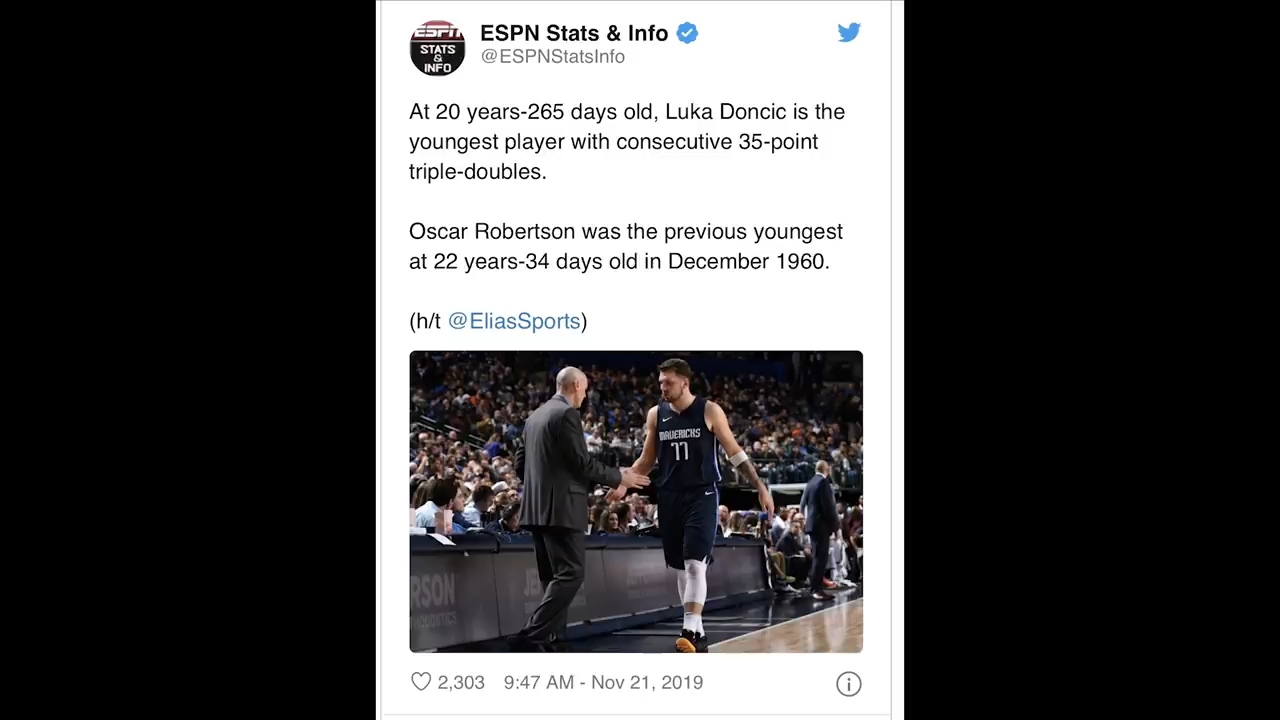 ESPN
STATS
&
INFO
ESPN Stats & Info
@ESPNStatsInfo
At 20 years-265 days old, Luka Doncic is the
youngest player with consecutive 35-point
triple-doubles.
Oscar Robertson was the previous youngest
at 22 years-34 days old in December 1960.
(h/t @EliasSports)
MAVERICKS
77
2,303 9:47 AM - Nov 21, 2019